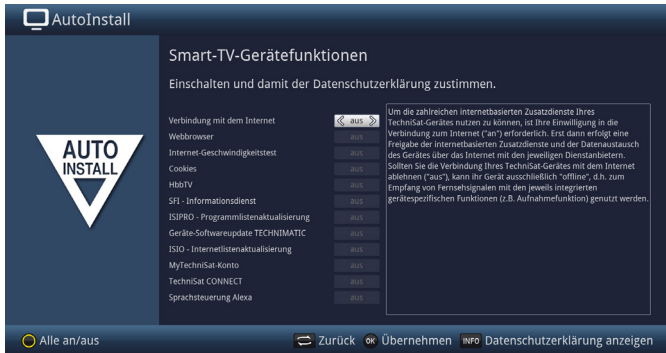 AutoInstall
Smart-TV-Gerätefunktionen
Einschalten und damit der Datenschutzerklärung zustimmen.
AUTO
INSTALL
Verbindung mit dem Internet aus
Webbrowser aus
Internet-Geschwindigkeitstest aus
Cookies aus
HbbTV aus
SFI - Informationsdienst aus
ISIPRO - Programmlistenaktualisierung aus
Geräte-Softwareupdate TECHNIMATIC aus
ISIO - Internetlistenaktualisierung aus
MyTechniSat-Konto aus
TechniSat CONNECT aus
Sprachsteuerung Alexa aus
Um die zahlreichen internetbasierten Zusatzdienste Ihres
TechniSat-Gerätes nutzen zu können, ist Ihre Einwilligung in die
Verbindung zum Internet ("an") erforderlich. Erst dann erfolgt eine
Freigabe der internetbasierten Zusatzdienste und der Datenaustausch
des Gerätes über das Internet mit den jeweiligen Dienstanbietern.
Sollten Sie die Verbindung Ihres TechniSat-Gerätes mit dem Internet
ablehnen ("aus"), kann ihr Gerät ausschließlich "offline", d.h. zum
Empfang von Fernsehsignalen mit den jeweils integrierten
gerätespezifischen Funktionen (z.B. Aufnahmefunktion) genutzt werden.
Alle an/aus Zurück OK Übernehmen INFO Datenschutzerklärung anzeigen